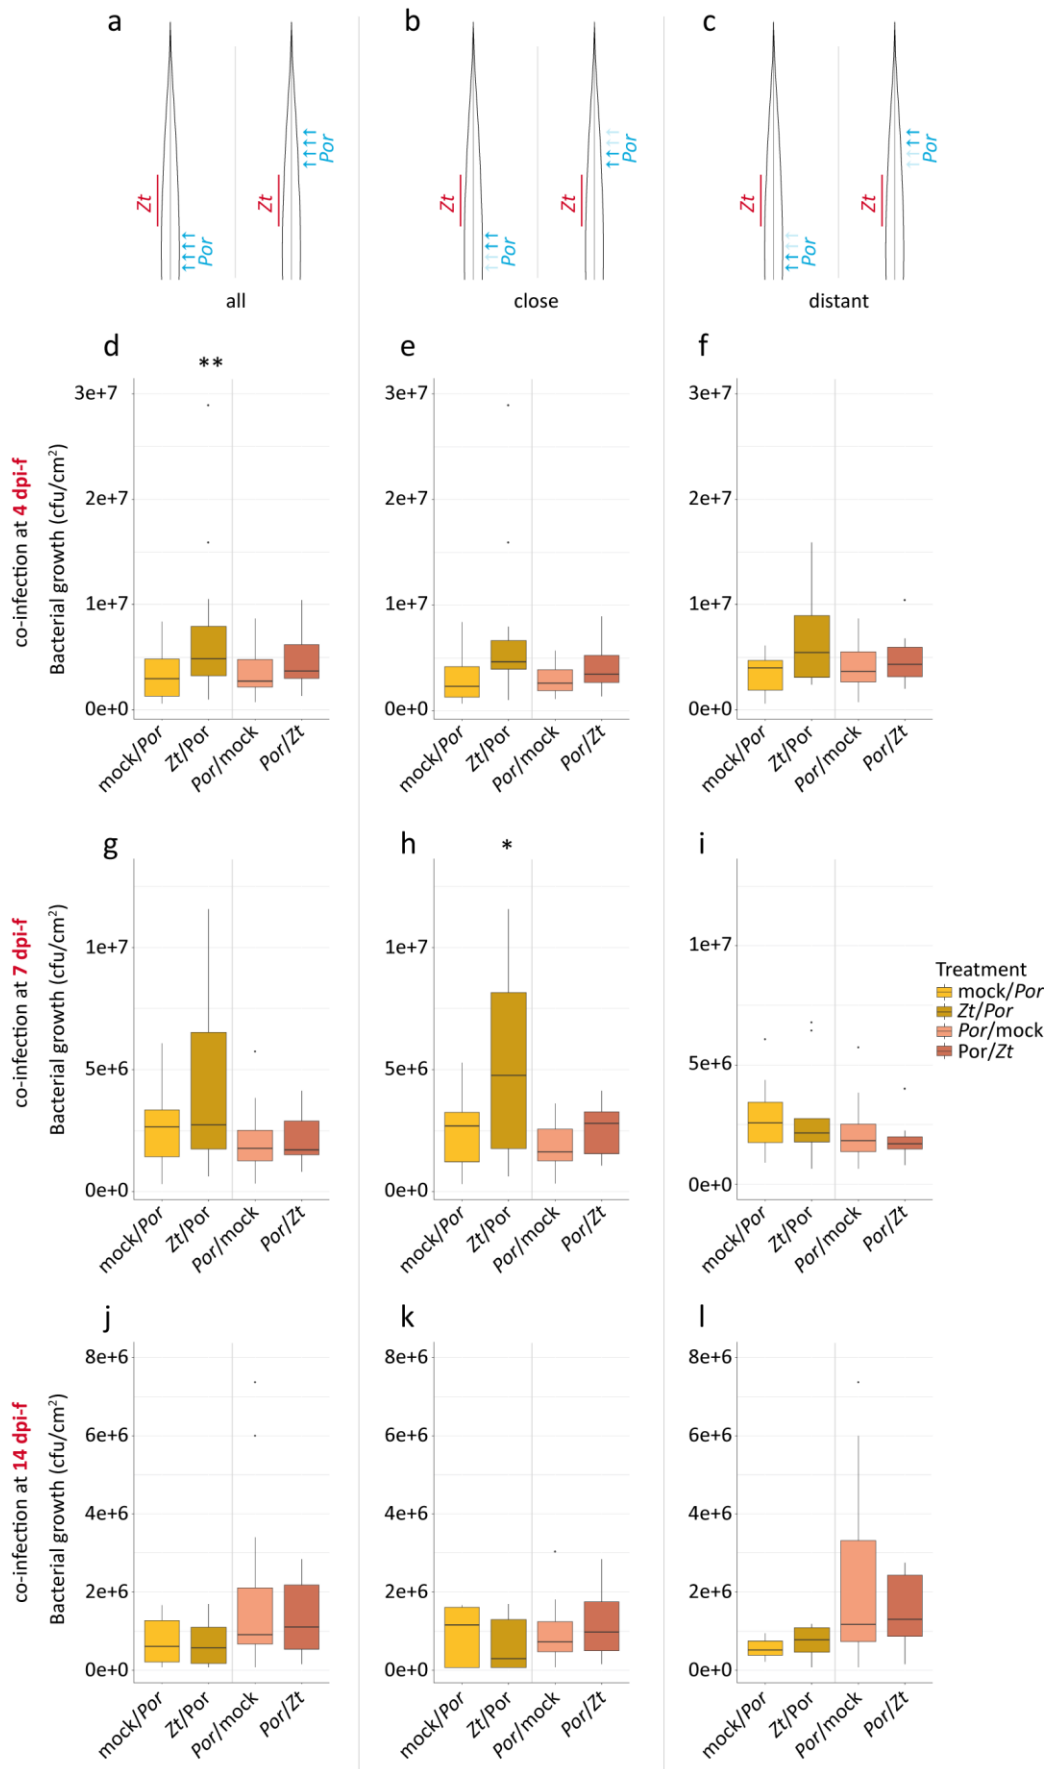 a
b
c
Zt
Por
Zt
Por
Zt
Por
Zt
Por
Zt
Por
Zt
Por
all
close
distant
d
e
f
**
co-infection at 4 dpi-f
Bacterial growth (cfu/cm²)
3e+7
2e+7
1e+7
0e+0
mock/Por
Zt/Por
Por/mock
Por/Zt
3e+7
2e+7
1e+7
0e+0
mock/Por
Zt/Por
Por/mock
Por/Zt
3e+7
2e+7
1e+7
0e+0
mock/Por
Zt/Por
Por/mock
Por/Zt
g
h
i
*
co-infection at 7 dpi-f
Bacterial growth (cfu/cm²)
1e+7
5e+6
0e+0
mock/Por
Zt/Por
Por/mock
Por/Zt
1e+7
5e+6
0e+0
mock/Por
Zt/Por
Por/mock
Por/Zt
1e+7
5e+6
0e+0
mock/Por
Zt/Por
Por/mock
Por/Zt
Treatment
mock/Por
Zt/Por
Por/mock
Por/Zt
j
k
l
co-infection at 14 dpi-f
Bacterial growth (cfu/cm²)
8e+6
6e+6
4e+6
2e+6
0e+0
mock/Por
Zt/Por
Por/mock
Por/Zt
8e+6
6e+6
4e+6
2e+6
0e+0
mock/Por
Zt/Por
Por/mock
Por/Zt
8e+6
6e+6
4e+6
2e+6
0e+0
mock/Por
Zt/Por
Por/mock
Por/Zt